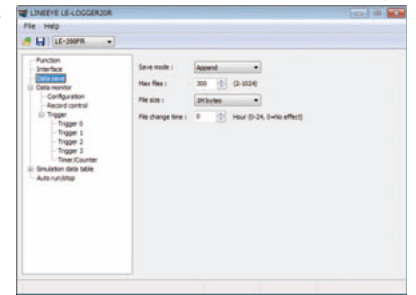 LINEEYE LE-LOGGER20R
File Help
LE-200PR
Function
Interface
Data save
Data monitor
Configuration
Record control
Trigger
Trigger 0
Trigger 1
Trigger 2
Trigger 3
Timer/Counter
Simulation data table
Auto run/stop
Save mode : Append
Max files : 300 (2-1024)
File size : 1M bytes
File change time : 0 Hour (0-24, 0=No effect)